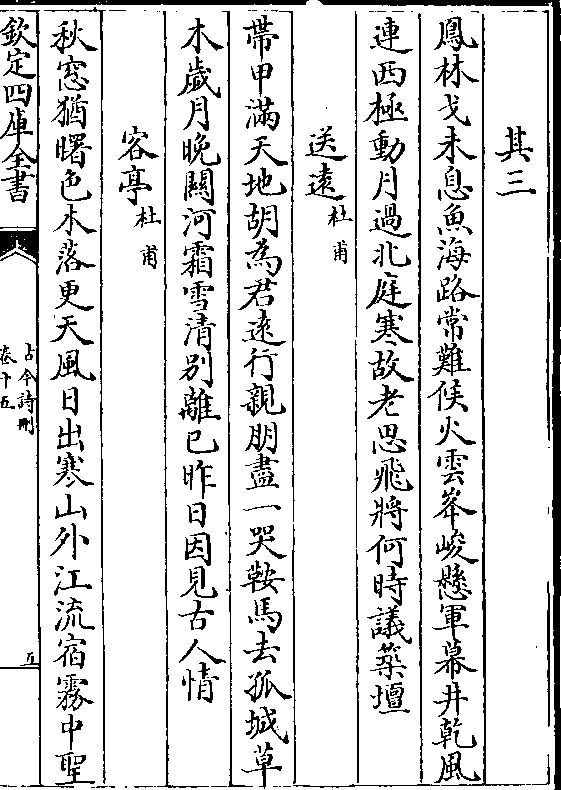 其三
鳳林戈未息魚海路常難候火雲峯峻懸軍幕井乾風
連西極動月過北庭寒故老思飛將何時議築壇
送遠杜甫
帶甲滿天地胡為君逺行親朋盡一哭鞍馬去孤城草
木歲月晚關河霜雪清别離已昨日因見古人情
客亭杜甫
秋窓猶曙色木落更天風日出寒山外江流宿霧中聖
欽定四庫全書
古今詩刪
卷十五
五